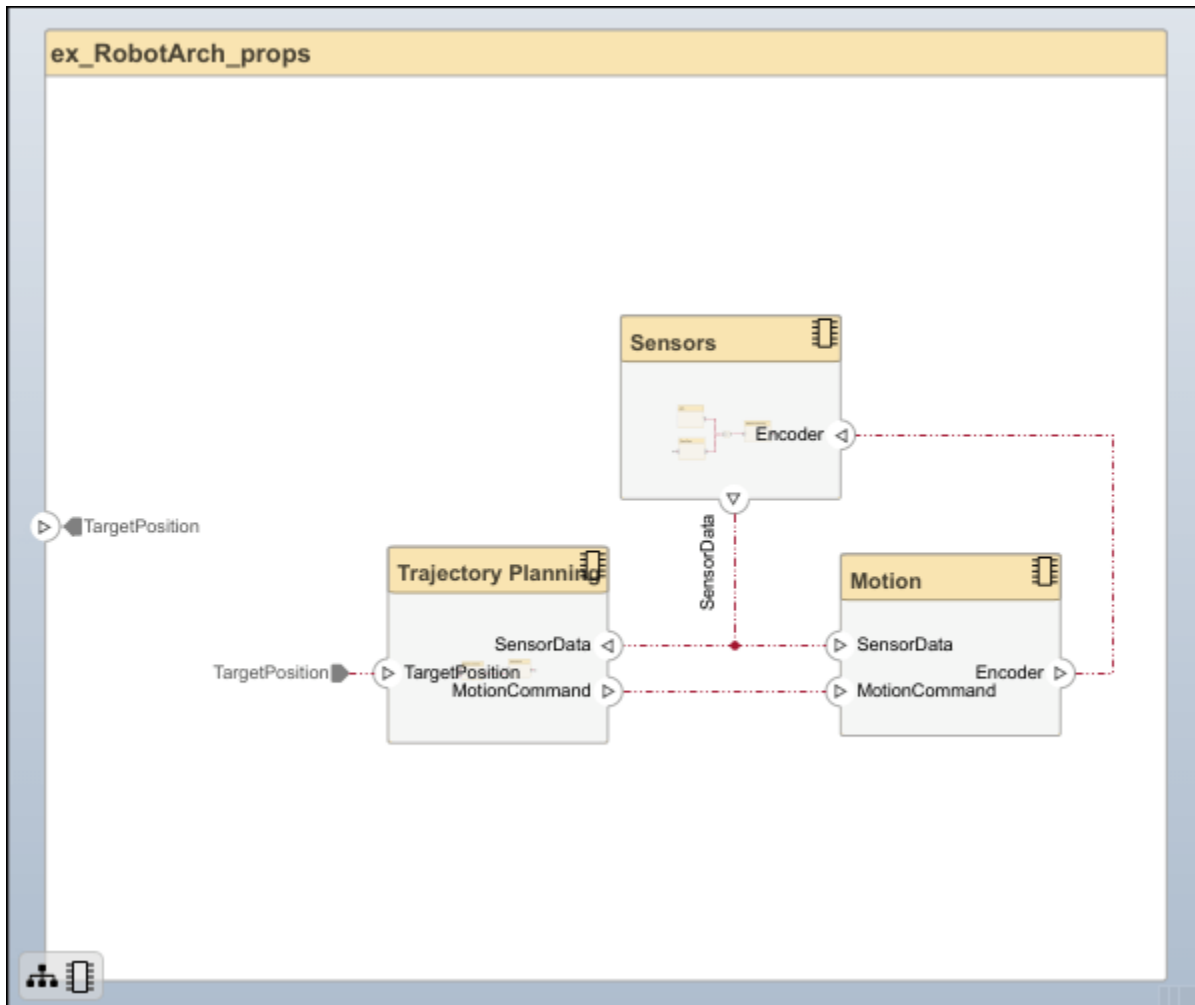 ex_RobotArch_props
Sensors
Encoder
SensorData
TargetPosition
Trajectory Planning
SensorData
TargetPosition
TargetPosition
MotionCommand
Motion
SensorData
Encoder
MotionCommand